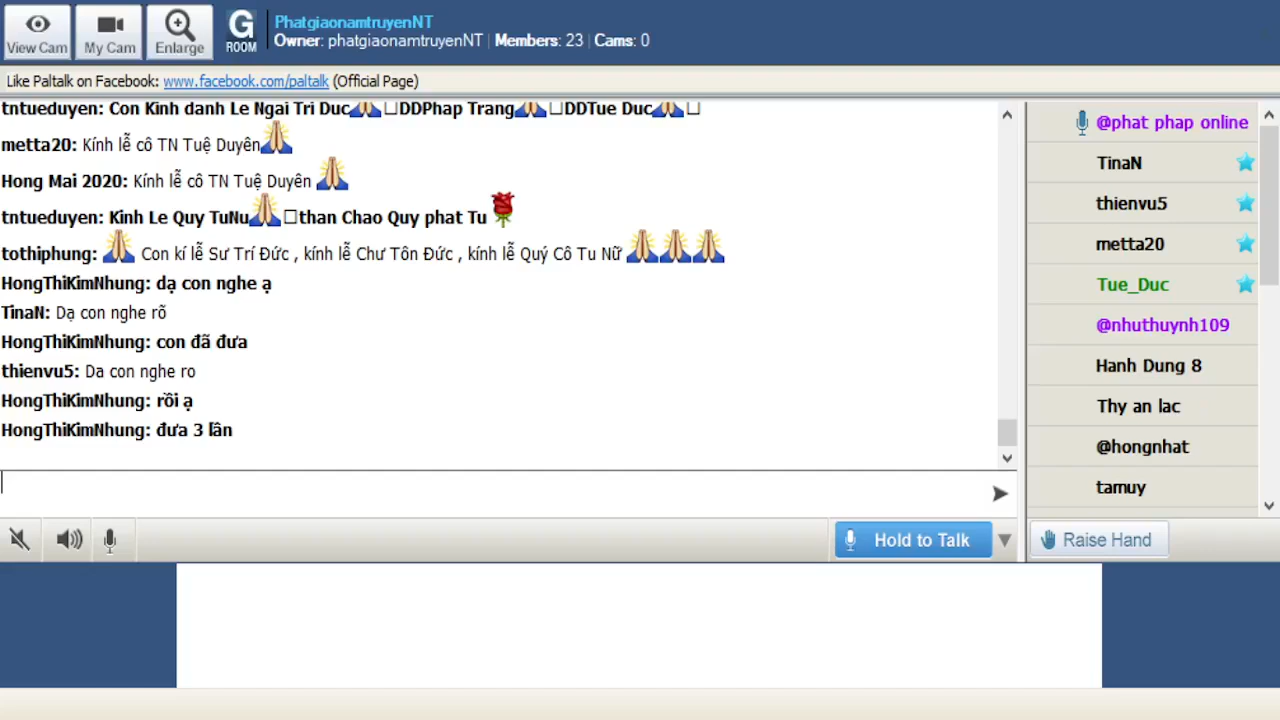 View Cam
My Cam
Enlarge
G
ROOM
PhatgiaonamtruyenNT
Owner: phatgiaonamtruyenNT | Members: 23 | Cams: 0
Like Paltalk on Facebook: www.facebook.com/paltalk (Official Page)
tntueduyen: Con Kinh danh Le Ngai Tri Duc🙏□DDPhap Trang🙏□DDTue Duc🙏□
metta20: Kính lễ cô TN Tuệ Duyên🙏
Hong Mai 2020: Kính lễ cô TN Tuệ Duyên 🙏
tntueduyen: Kinh Le Quy TuNu🙏□than Chao Quy phat Tu 🌹
tothiphung: 🙏 Con kí lễ Sư Trí Đức , kính lễ Chư Tôn Đức , kính lễ Quý Cô Tu Nữ 🙏🙏🙏
HongThiKimNhung: dạ con nghe ạ
TinaN: Dạ con nghe rõ
HongThiKimNhung: con đã đưa
thienvu5: Da con nghe ro
HongThiKimNhung: rồi ạ
HongThiKimNhung: đưa 3 lần
@phat phap online
TinaN
thienvu5
metta20
Tue_Duc
@nhuthuynh109
Hanh Dung 8
Thy an lac
@hongnhat
tamuy
Hold to Talk
Raise Hand